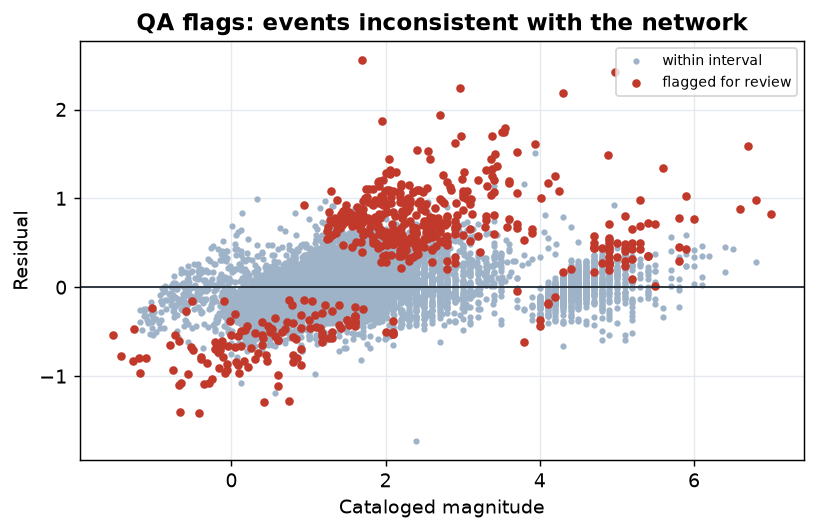 QA flags: events inconsistent with the network
within interval
flagged for review
Residual
2
1
0
−1
0
2
4
6
Cataloged magnitude